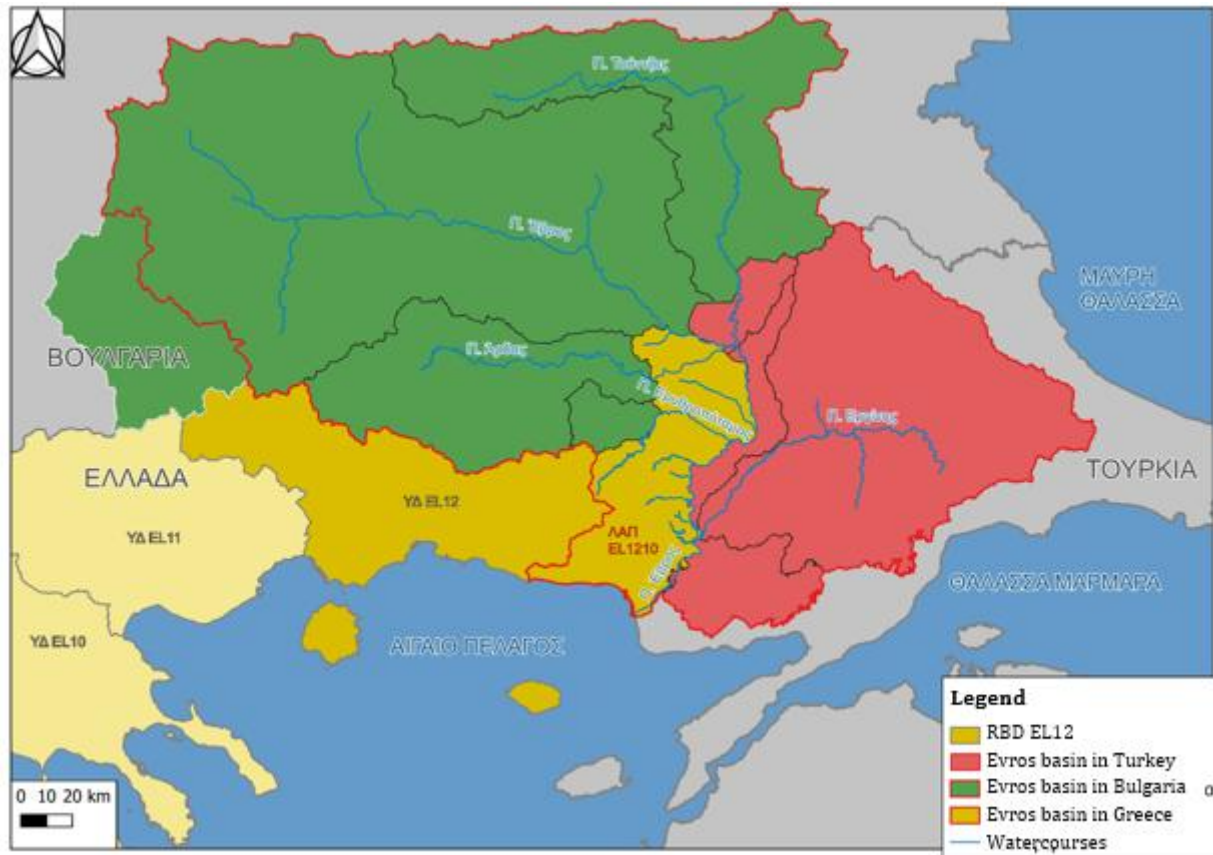 Π. Τούντζας
Π. Έβρος
ΜΑΥΡΗ
ΘΑΛΑΣΣΑ
ΒΟΥΛΓΑΡΙΑ
Π. Άρδας
Π. Ερυθροπόταμος
Π. Εργίνης
ΕΛΛΑΔΑ
ΤΟΥΡΚΙΑ
ΥΔ EL12
ΥΔ EL11
ΛΑΠ
EL1210
Π. Έβρος
ΘΑΛΑΣΣΑ ΜΑΡΜΑΡΑ
ΥΔ EL10
ΑΙΓΑΙΟ ΠΕΛΑΓΟΣ
Legend
RBD EL12
Evros basin in Turkey
Evros basin in Bulgaria
Evros basin in Greece
Watercourses
0 10 20 km